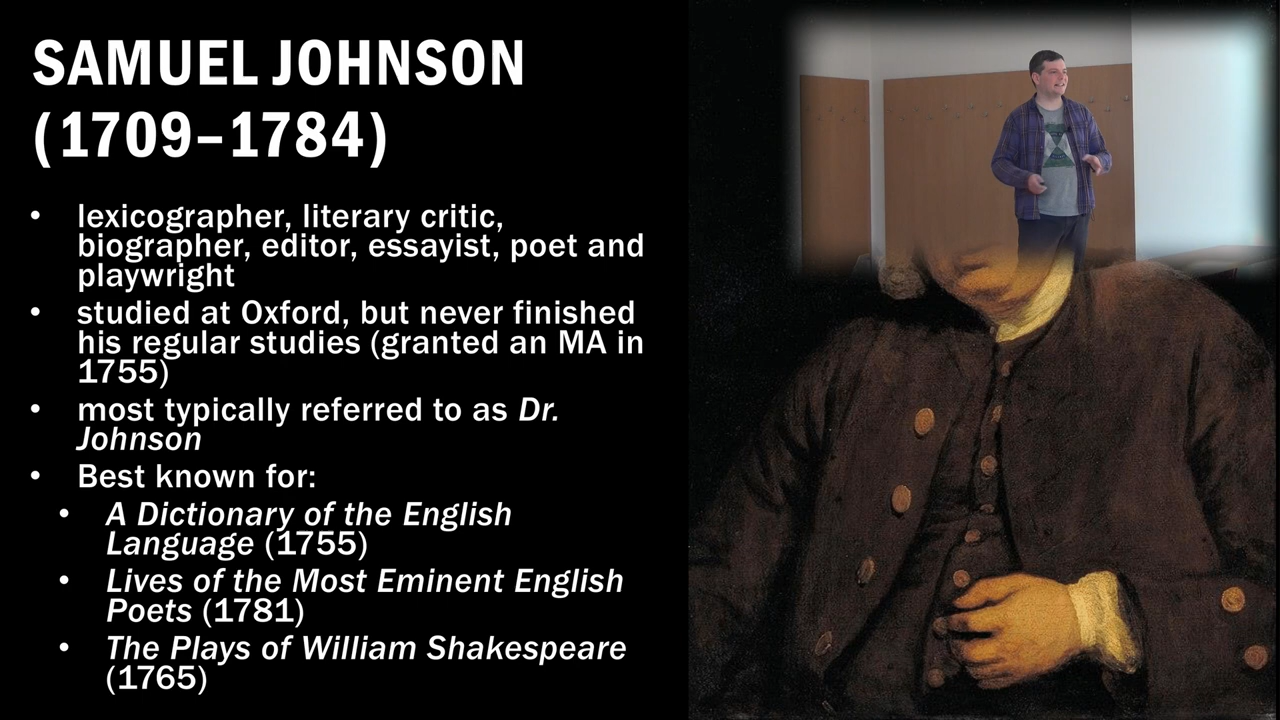 SAMUEL JOHNSON
(1709–1784)
• lexicographer, literary critic,
biographer, editor, essayist, poet and
playwright
• studied at Oxford, but never finished
his regular studies (granted an MA in
1755)
• most typically referred to as Dr.
Johnson
• Best known for:
• A Dictionary of the English
Language (1755)
• Lives of the Most Eminent English
Poets (1781)
• The Plays of William Shakespeare
(1765)